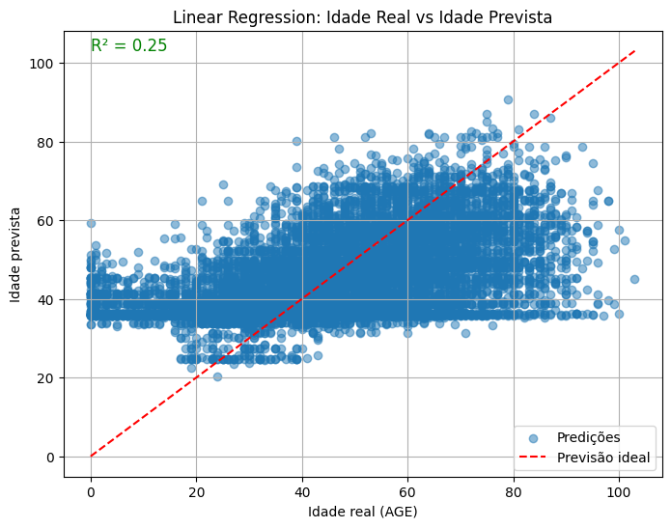 Linear Regression: Idade Real vs Idade Prevista
R² = 0.25
Idade prevista
100
80
60
40
20
0
0 20 40 60 80 100
Idade real (AGE)
Predições
Previsão ideal